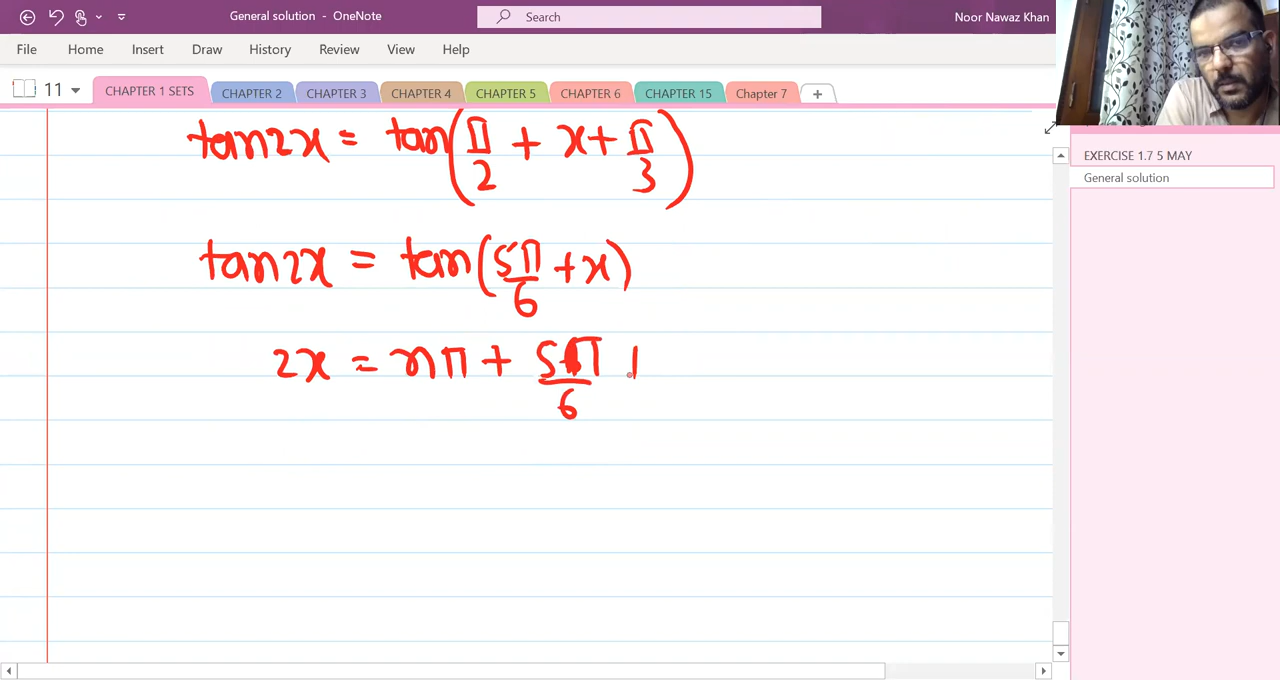 General solution - OneNote
Search
Noor Nawaz Khan
File Home Insert Draw History Review View Help
11
CHAPTER 1 SETS CHAPTER 2 CHAPTER 3 CHAPTER 4 CHAPTER 5 CHAPTER 6 CHAPTER 15 Chapter 7 +
EXERCISE 1.7 5 MAY
General solution
tan2x = tan(π/2 + x + π/3)
tan2x = tan(5π/6 + x)
2x = nπ + 5π/6